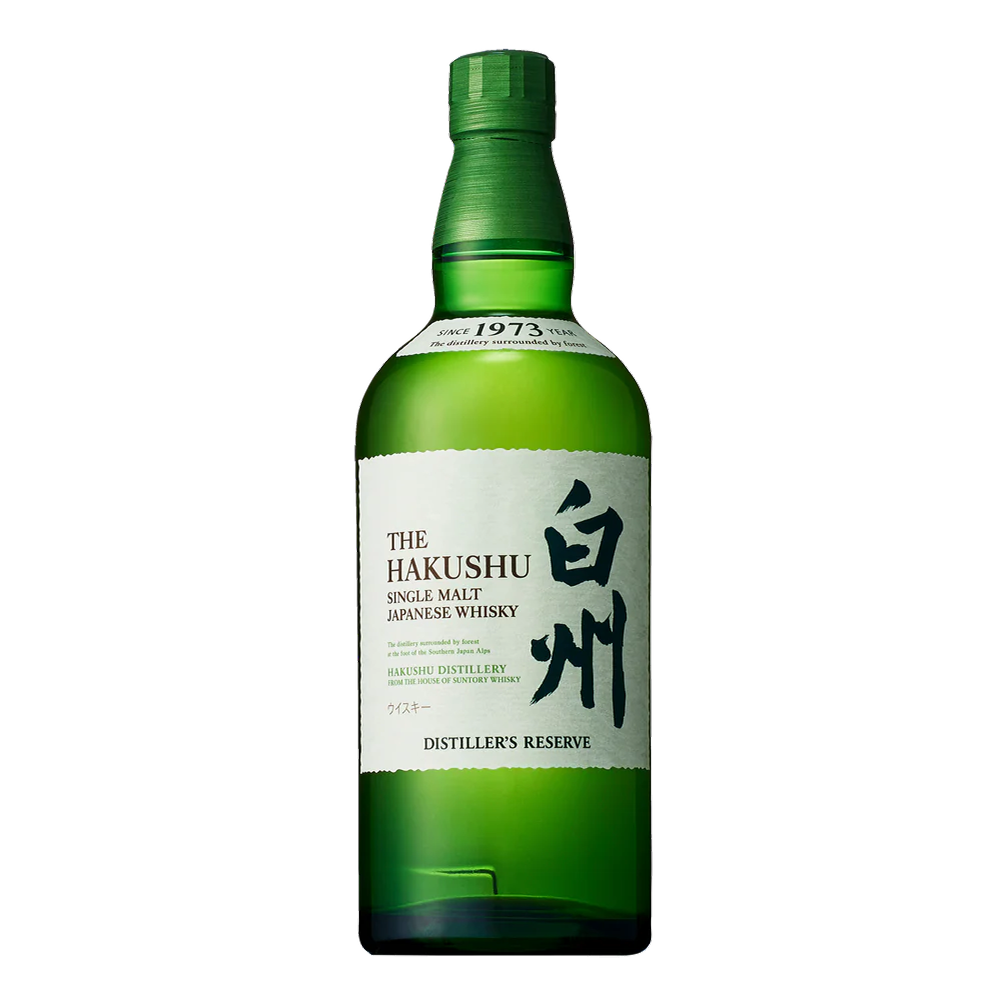 SINCE 1973 YEAR
The distillery surrounded by forest
白州
THE
HAKUSHU
SINGLE MALT
JAPANESE WHISKY
The distillery surrounded by forest
at the foot of the Southern Japan Alps
HAKUSHU DISTILLERY
FROM THE HOUSE OF SUNTORY WHISKY
ウイスキー
DISTILLER'S RESERVE